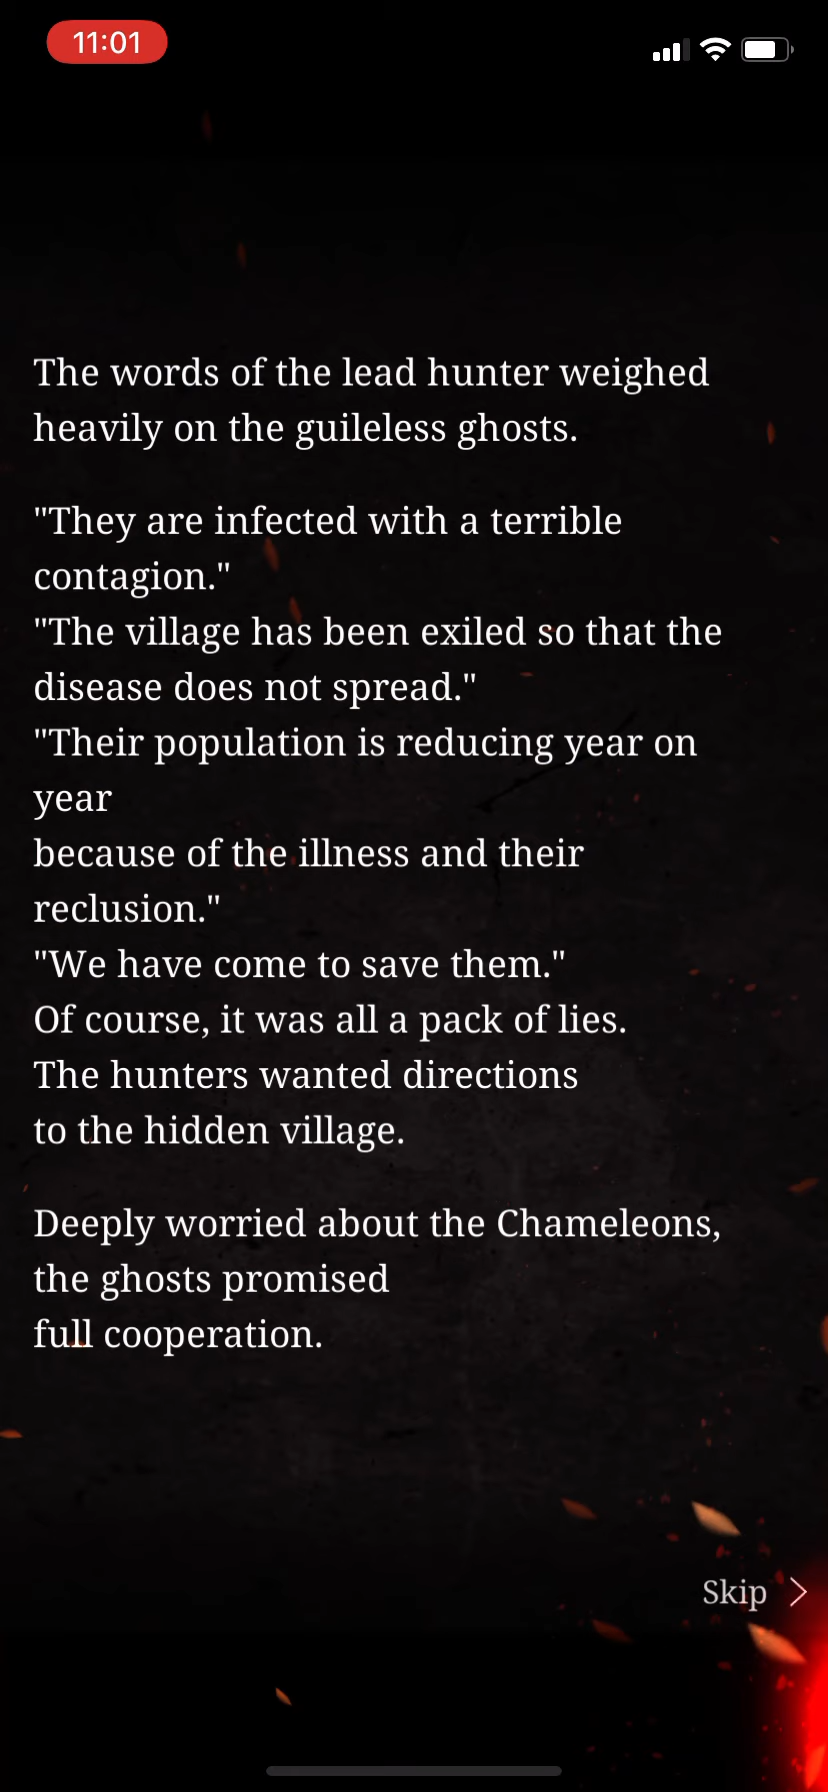 11:01
The words of the lead hunter weighed
heavily on the guileless ghosts.
"They are infected with a terrible
contagion."
"The village has been exiled so that the
disease does not spread."
"Their population is reducing year on
year
because of the illness and their
reclusion."
"We have come to save them."
Of course, it was all a pack of lies.
The hunters wanted directions
to the hidden village.
Deeply worried about the Chameleons,
the ghosts promised
full cooperation.
Skip